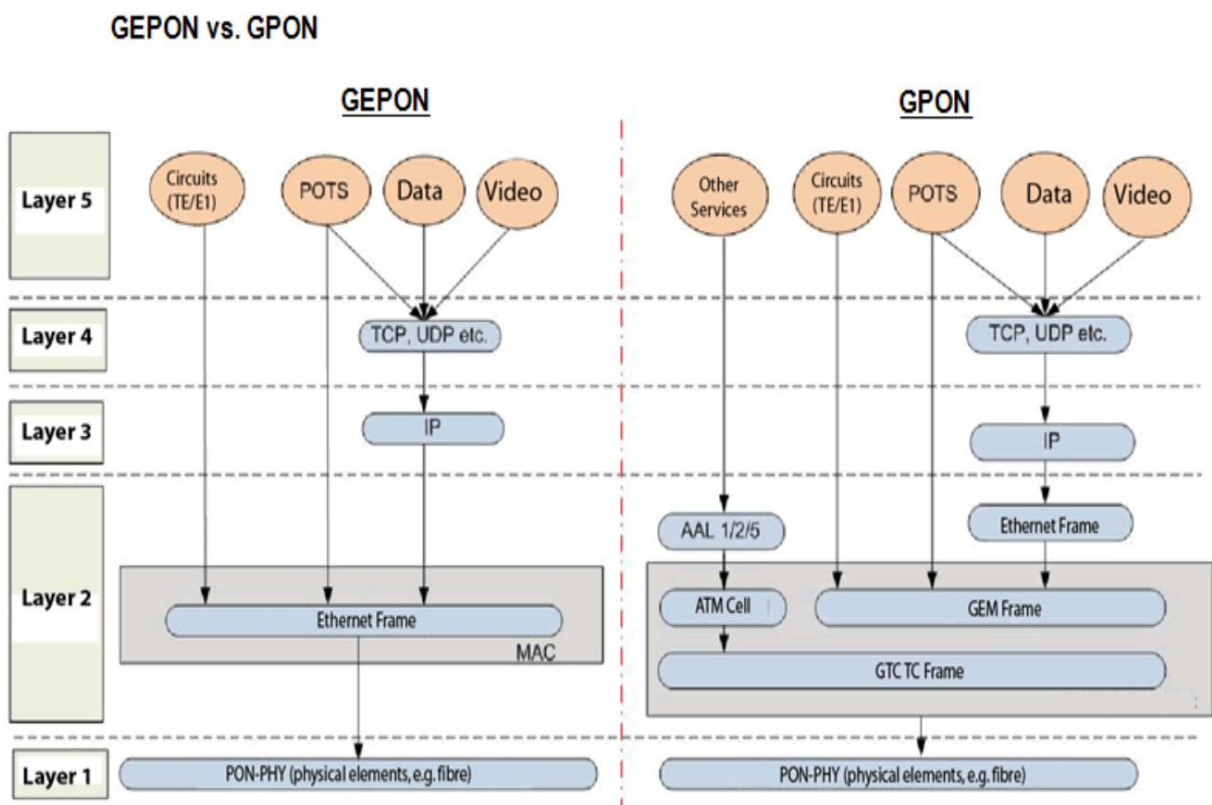 GEPON vs. GPON
GEPON
GPON
Layer 5
Circuits
(TE/E1)
POTS
Data
Video
Other
Services
Circuits
(TE/E1)
POTS
Data
Video
Layer 4
TCP, UDP etc.
TCP, UDP etc.
Layer 3
IP
IP
Layer 2
AAL 1/2/5
Ethernet Frame
Ethernet Frame
MAC
ATM Cell
GEM Frame
GTC TC Frame
Layer 1
PON-PHY (physical elements, e.g. fibre)
PON-PHY (physical elements, e.g. fibre)